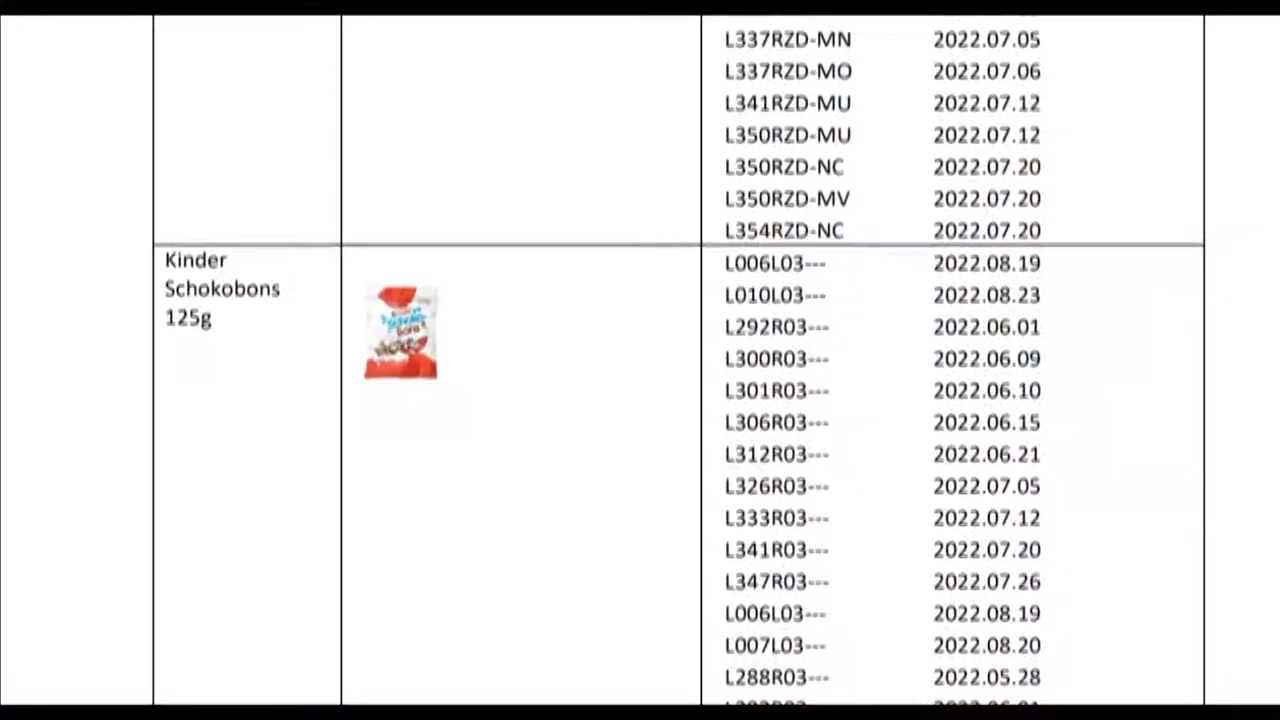 L337RZD-MN 2022.07.05
L337RZD-MO 2022.07.06
L341RZD-MU 2022.07.12
L350RZD-MU 2022.07.12
L350RZD-NC 2022.07.20
L350RZD-MV 2022.07.20
L354RZD-NC 2022.07.20
Kinder
Schokobons
125g
L006L03--- 2022.08.19
L010L03--- 2022.08.23
L292R03--- 2022.06.01
L300R03--- 2022.06.09
L301R03--- 2022.06.10
L306R03--- 2022.06.15
L312R03--- 2022.06.21
L326R03--- 2022.07.05
L333R03--- 2022.07.12
L341R03--- 2022.07.20
L347R03--- 2022.07.26
L006L03--- 2022.08.19
L007L03--- 2022.08.20
L288R03--- 2022.05.28